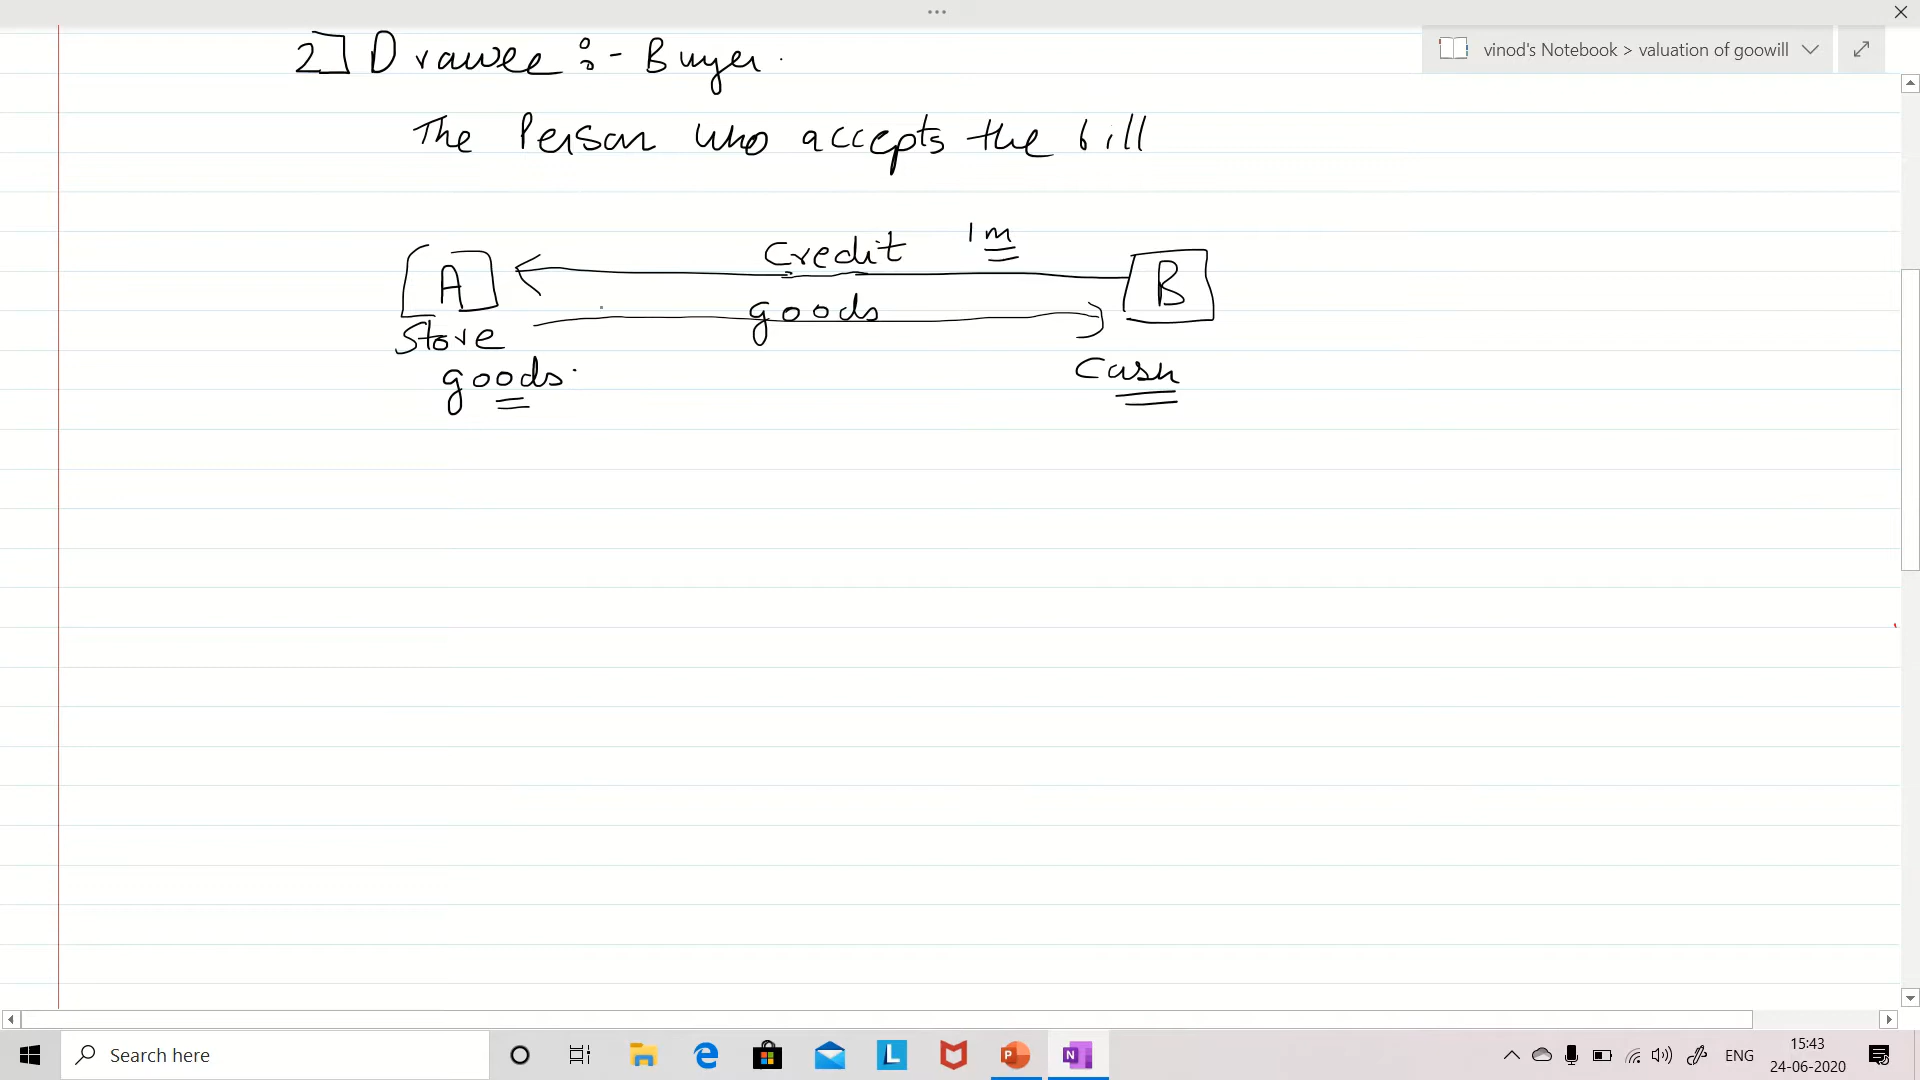 •••
2] Drawee :- Buyer.
vinod's Notebook > valuation of goowill
The Person who accepts the bill
Credit 1 m
A
B
goods
Store
goods.
Cash
Search here
ENG
15:43
24-06-2020